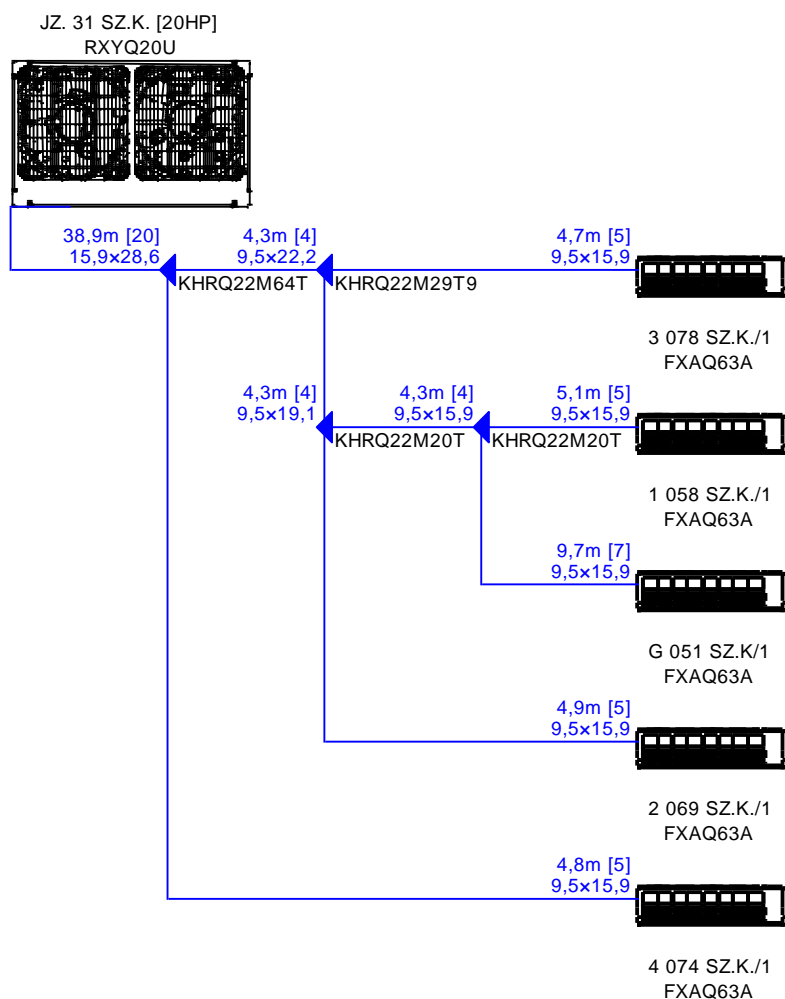 JZ. 31 SZ.K. [20HP]
RXYQ20U
38,9m [20]
15,9×28,6
KHRQ22M64T
4,3m [4]
9,5×22,2
KHRQ22M29T9
4,7m [5]
9,5×15,9
3 078 SZ.K./1
FXAQ63A
4,3m [4]
9,5×19,1
KHRQ22M20T
4,3m [4]
9,5×15,9
KHRQ22M20T
5,1m [5]
9,5×15,9
1 058 SZ.K./1
FXAQ63A
9,7m [7]
9,5×15,9
G 051 SZ.K/1
FXAQ63A
4,9m [5]
9,5×15,9
2 069 SZ.K./1
FXAQ63A
4,8m [5]
9,5×15,9
4 074 SZ.K./1
FXAQ63A